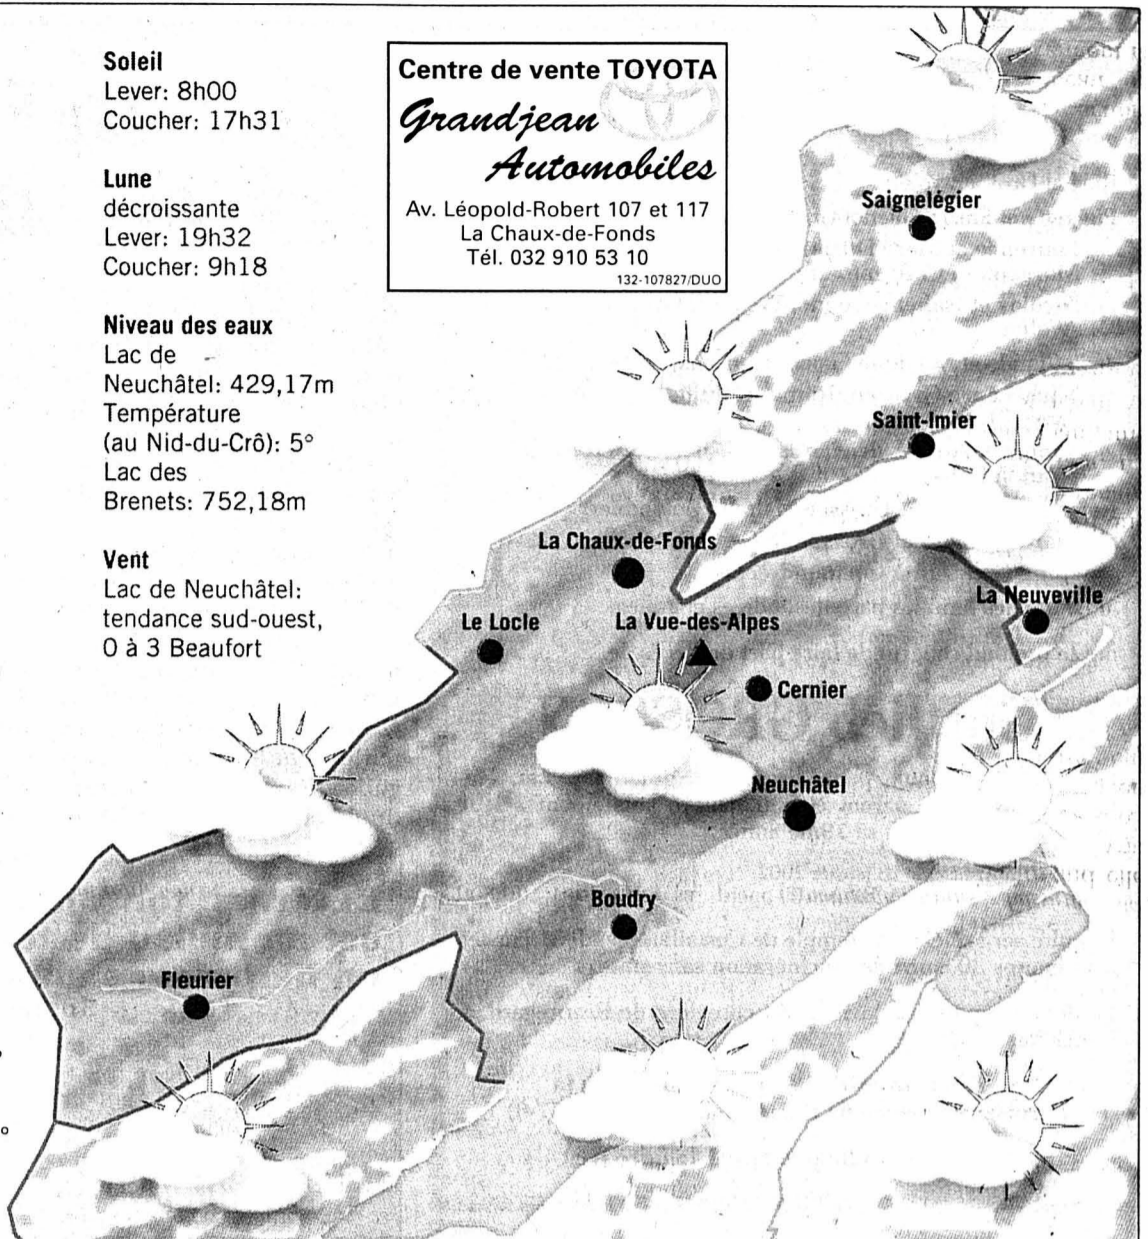 Soleil
Lever: 8h00
Coucher: 17h31
Lune
décroissante
Lever: 19h32
Coucher: 9h18
Niveau des eaux
Lac de
Neuchâtel: 429,17m
Température
(au Nid-du-Crô): 5°
Lac des
Brenets: 752,18m
Vent
Lac de Neuchâtel:
tendance sud-ouest,
0 à 3 Beaufort
Centre de vente TOYOTA
Grandjean
Automobiles
Av. Léopold-Robert 107 et 117
La Chaux-de-Fonds
Tél. 032 910 53 10
132-107827/DUO
Saignelégier
Saint-Imier
La Chaux-de-Fonds
La Neuveville
Le Locle
La Vue-des-Alpes
Cernier
Neuchâtel
Boudry
Fleurier